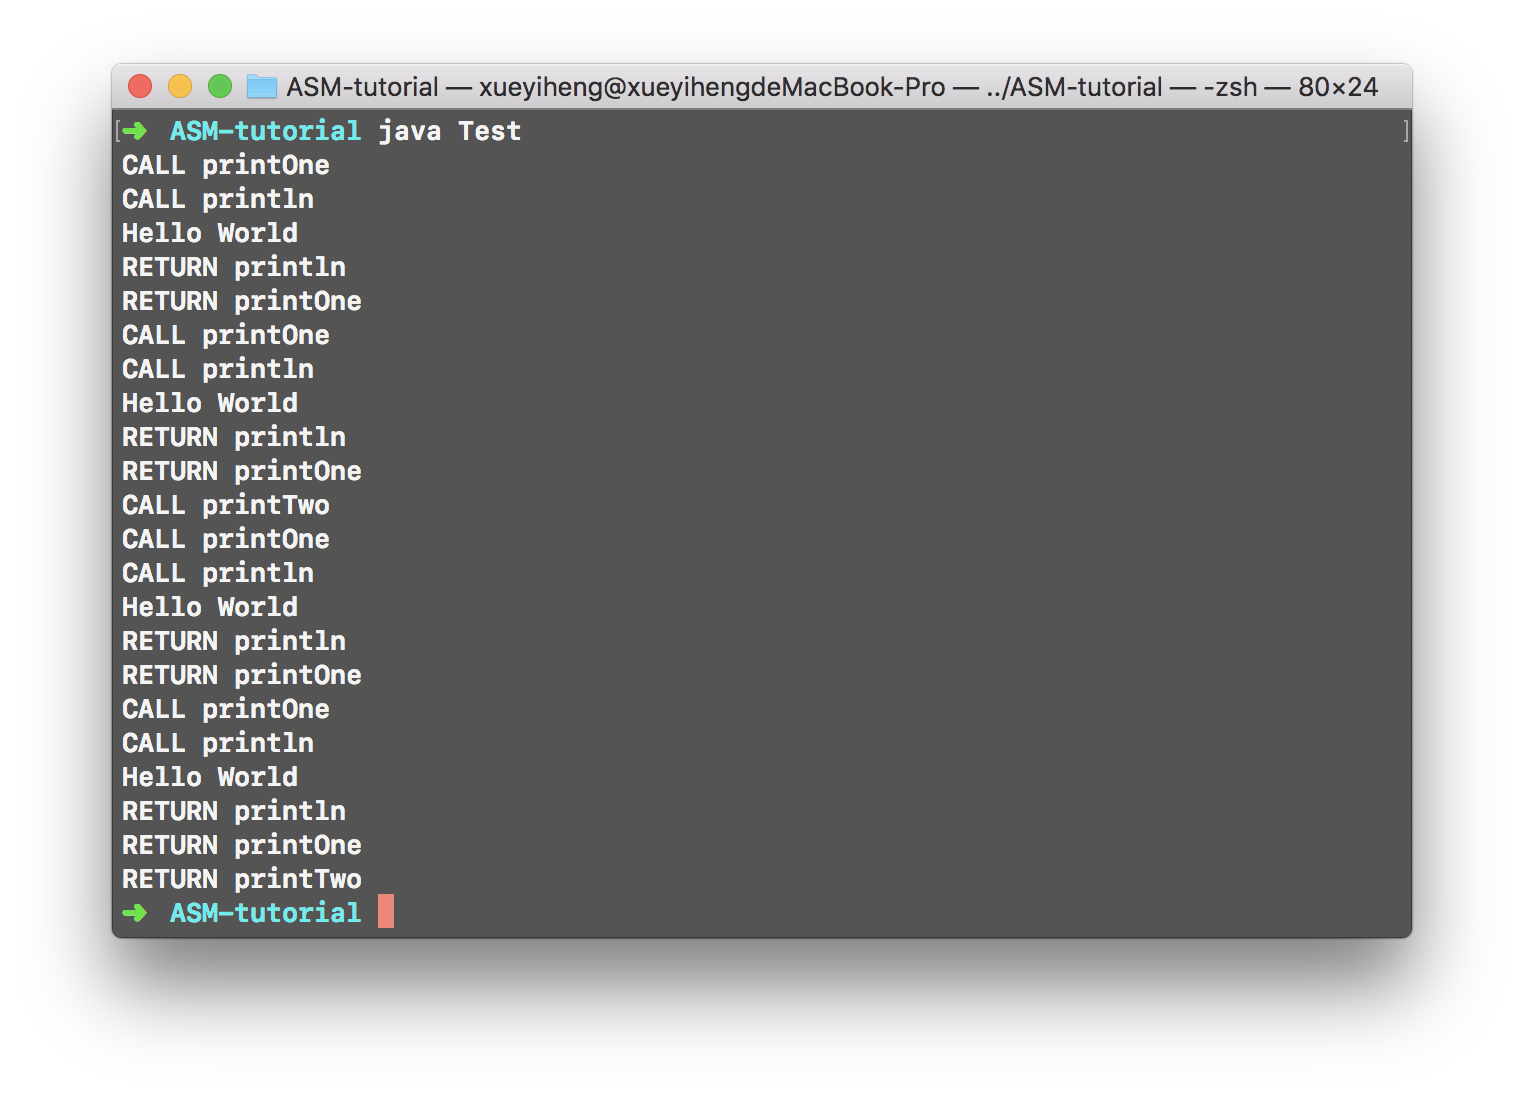 ASM-tutorial — xueyiheng@xueyihengdeMacBook-Pro — ../ASM-tutorial — -zsh — 80×24
[➜ ASM-tutorial java Test ]
CALL printOne
CALL println
Hello World
RETURN println
RETURN printOne
CALL printOne
CALL println
Hello World
RETURN println
RETURN printOne
CALL printTwo
CALL printOne
CALL println
Hello World
RETURN println
RETURN printOne
CALL printOne
CALL println
Hello World
RETURN println
RETURN printOne
RETURN printTwo
➜ ASM-tutorial